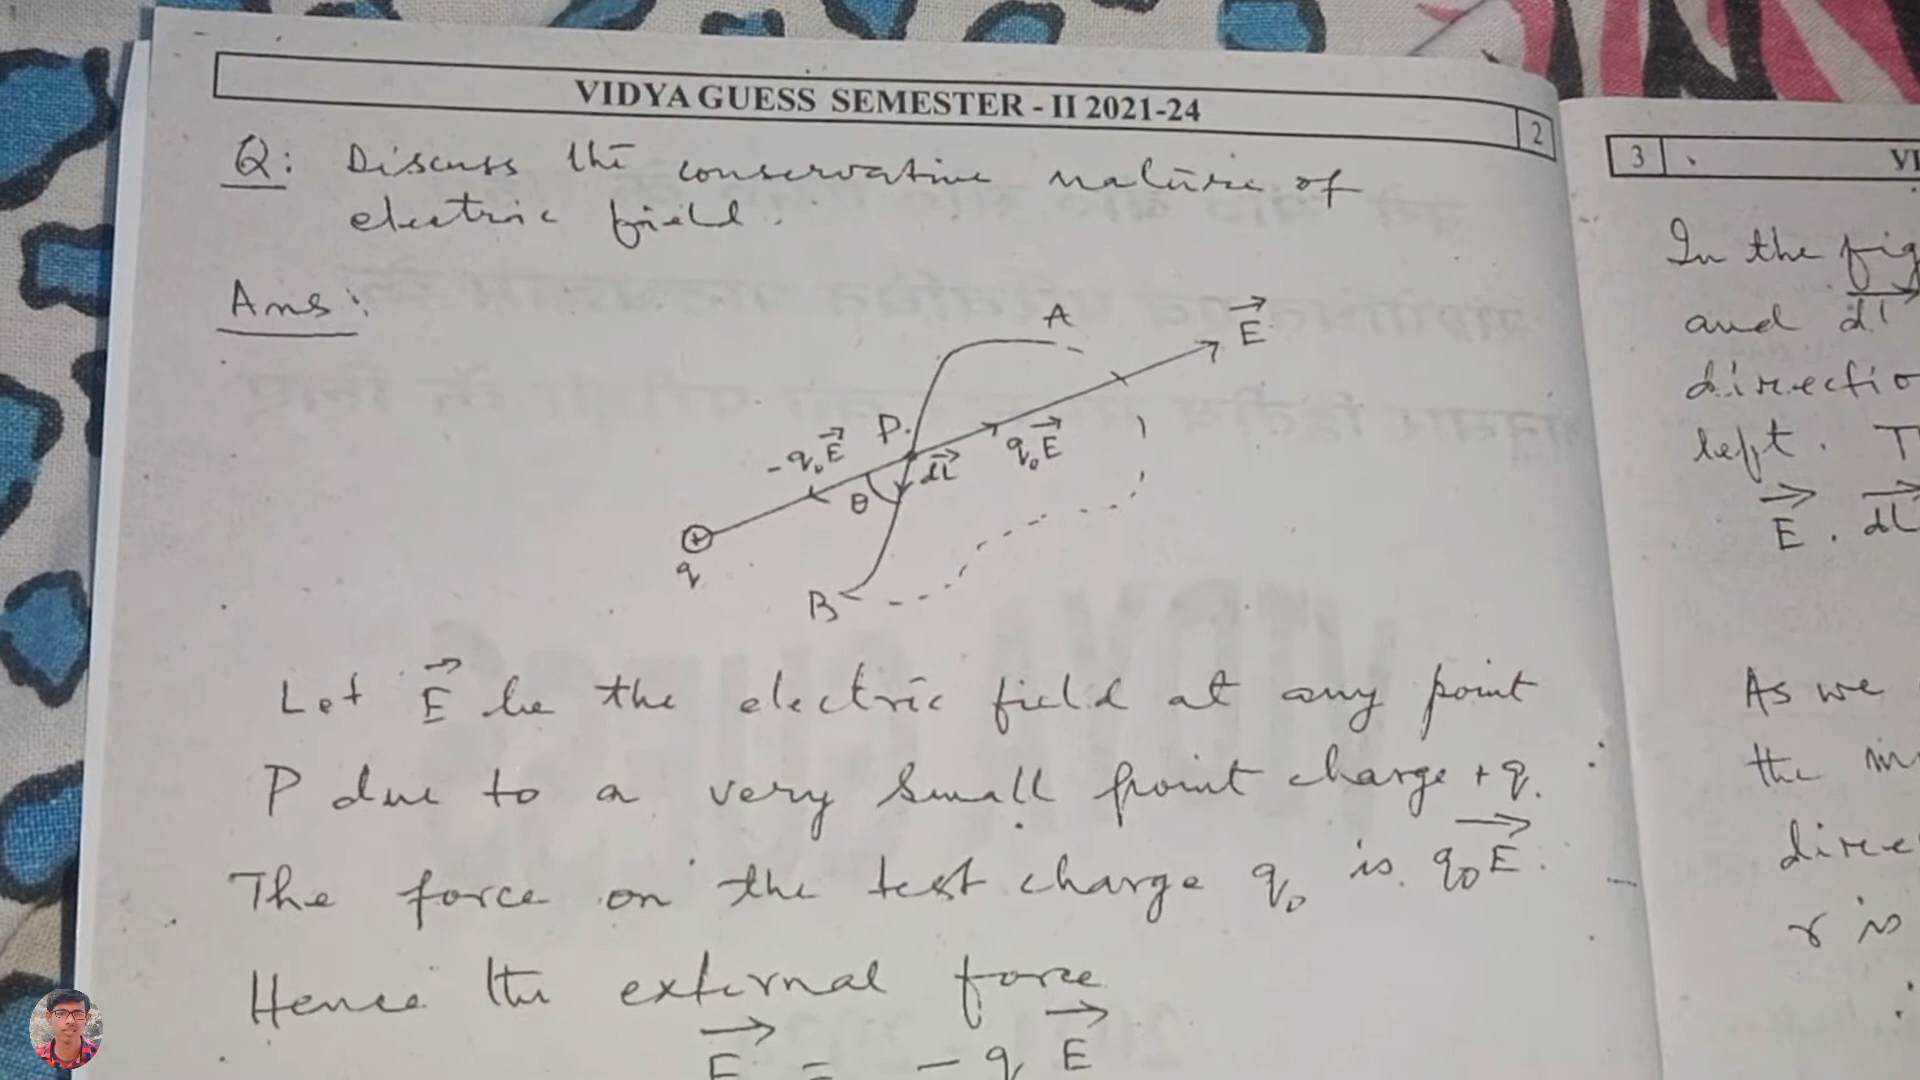 VIDYA GUESS SEMESTER - II 2021-24
2
Q: Discuss the conservative nature of
electric field.
Ans:
A
E
P.
-q₀E
dl
q₀E
θ
+
q
B
Let E be the electric field at any point
P due to a very small point charge +q.
The force on the test charge q₀ is q₀E.
Hence the external force
F = - q E
3
In the
and dl
left.
E . dl
As we
the
r is